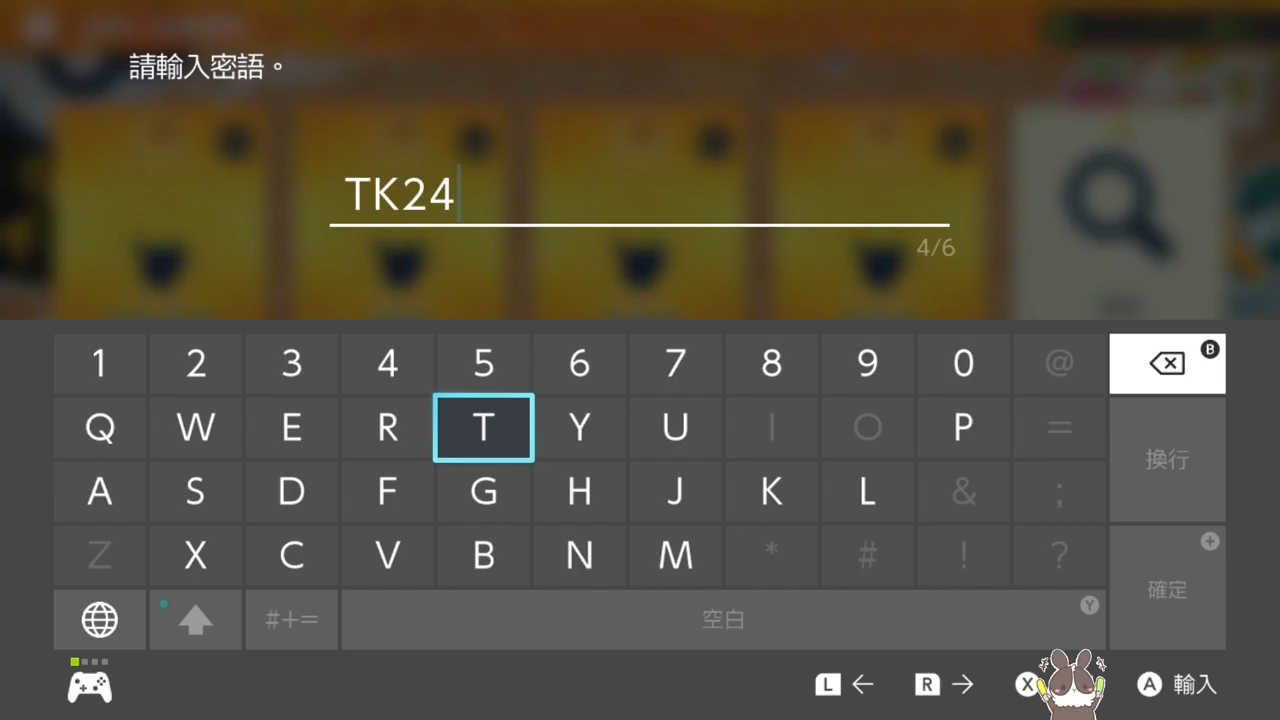 請輸入密語。
TK24
4/6
1 2 3 4 5 6 7 8 9 0 @ B
Q W E R T Y U I O P = 換行
A S D F G H J K L & ;
Z X C V B N M * # ! ? + 確定
#+= 空白 Y
L ← R → X A 輸入